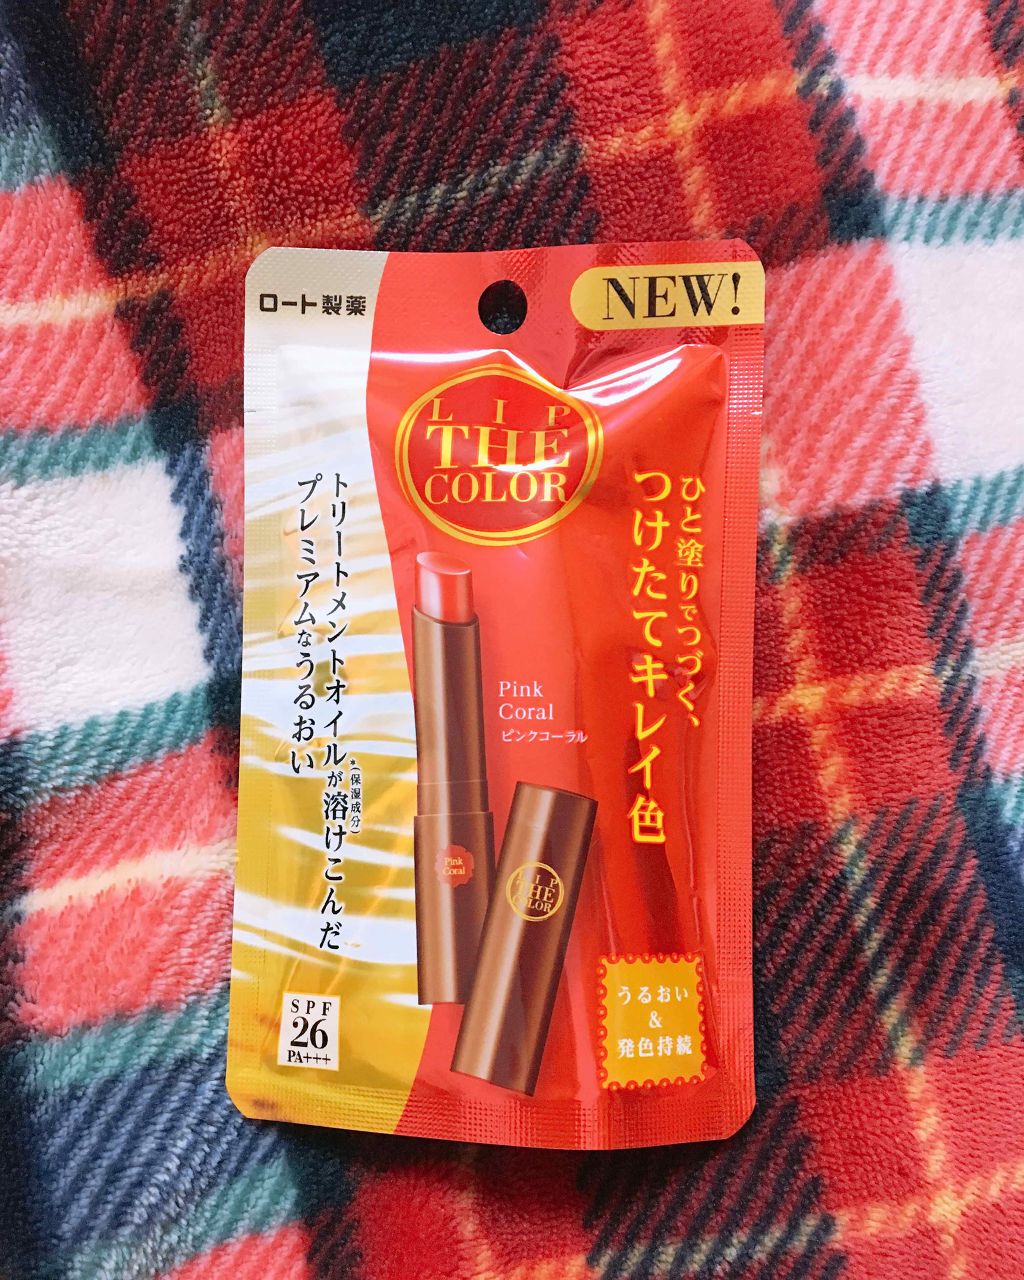 ロート製薬
NEW!
LIP
THE
COLOR
ひと塗りでつづく、
つけたてキレイ色
トリートメントオイルが溶けこんだ
*(保湿成分)
プレミアムなうるおい
Pink
Coral
ピンクコーラル
Pink
Coral
LIP
THE
COLOR
うるおい
&
発色持続
SPF
26
PA+++